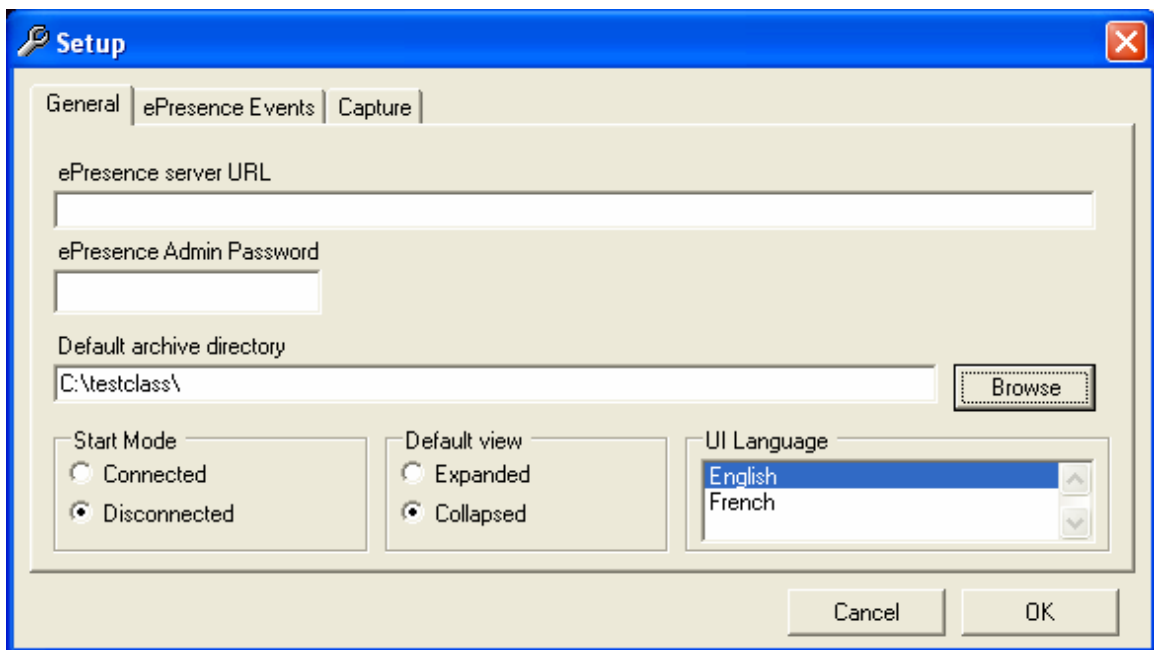 Setup
General ePresence Events Capture
ePresence server URL
ePresence Admin Password
Default archive directory
C:\testclass\ Browse
Start Mode Default view UI Language
Connected Expanded English
Disconnected Collapsed French
Cancel OK